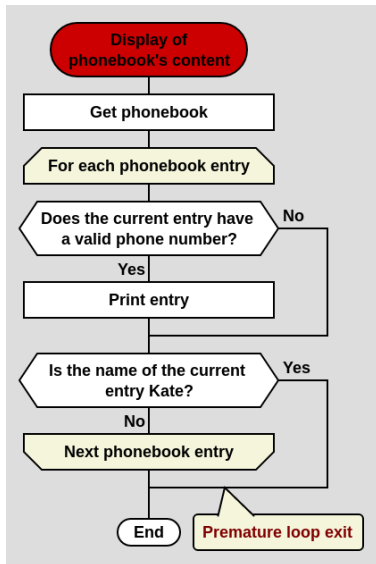 Display of
phonebook's content
Get phonebook
For each phonebook entry
Does the current entry have
a valid phone number?
No
Yes
Print entry
Is the name of the current
entry Kate?
Yes
No
Next phonebook entry
End
Premature loop exit